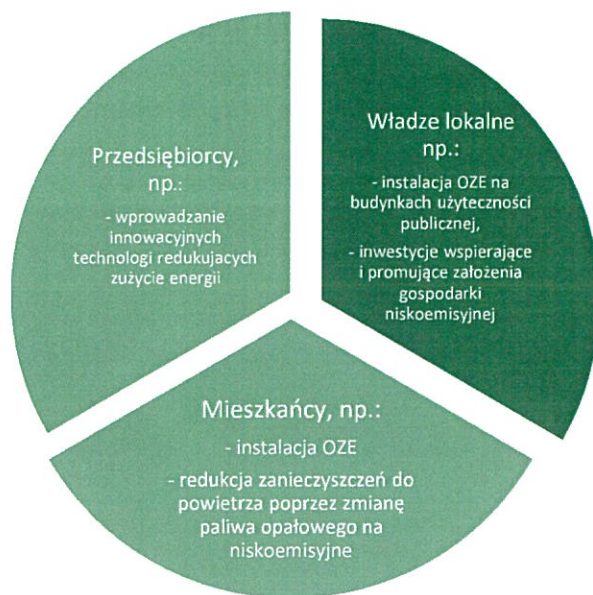 Przedsiębiorcy,
np.:
- wprowadzanie
innowacyjnych
technologi redukujacych
zużycie energii
Władze lokalne
np.:
- instalacja OZE na
budynkach użyteczności
publicznej,
- inwestycje wspierające
i promujące założenia
gospodarki
niskoemisyjnej
Mieszkańcy, np.:
- instalacja OZE
- redukcja zanieczyszczeń do
powietrza poprzez zmianę
paliwa opałowego na
niskoemisyjne